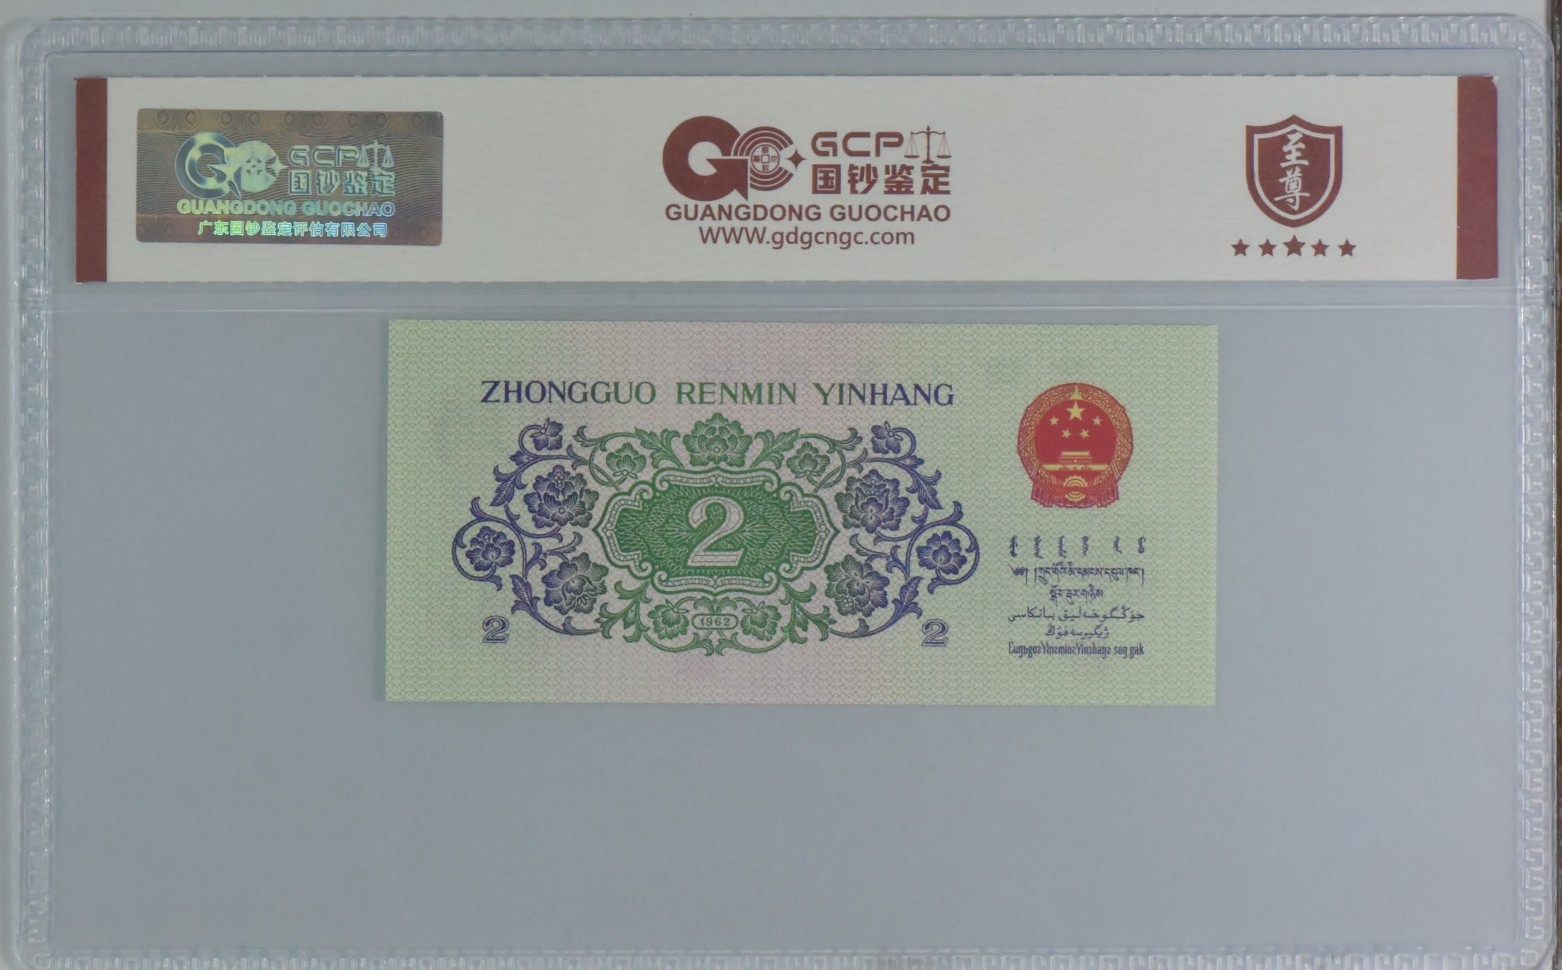 GCP
国钞鉴定
GUANGDONG GUOCHAO
广东国钞鉴定评估有限公司
GCP
国钞鉴定
GUANGDONG GUOCHAO
WWW.gdgcngc.com
至尊
ZHONGGUO RENMIN YINHANG
2
1962
2
2
جۇڭگوخەلىق بانكاسى